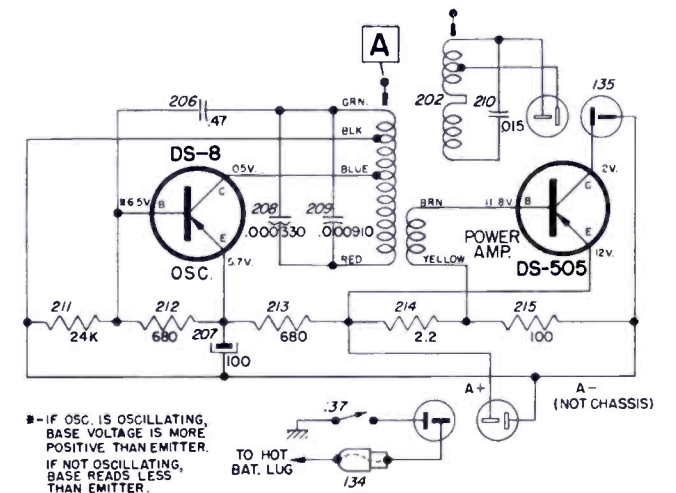 A
202
210
.015
135
206
.47
GRN.
BLK
BLUE
RED
DS-8
OSC.
.05V.
*6.5V.
B
C
E
5.7V.
208
.000330
209
.000910
BRN
YELLOW
11.8V.
B
C
E
.2V.
12V.
POWER
AMP.
DS-505
211
24K
212
680
207
100
213
680
214
2.2
215
100
A+
A-
(NOT CHASSIS)
137
TO HOT
BAT. LUG
134
*-IF OSC. IS OSCILLATING,
BASE VOLTAGE IS MORE
POSITIVE THAN EMITTER.
IF NOT OSCILLATING,
BASE READS LESS
THAN EMITTER.